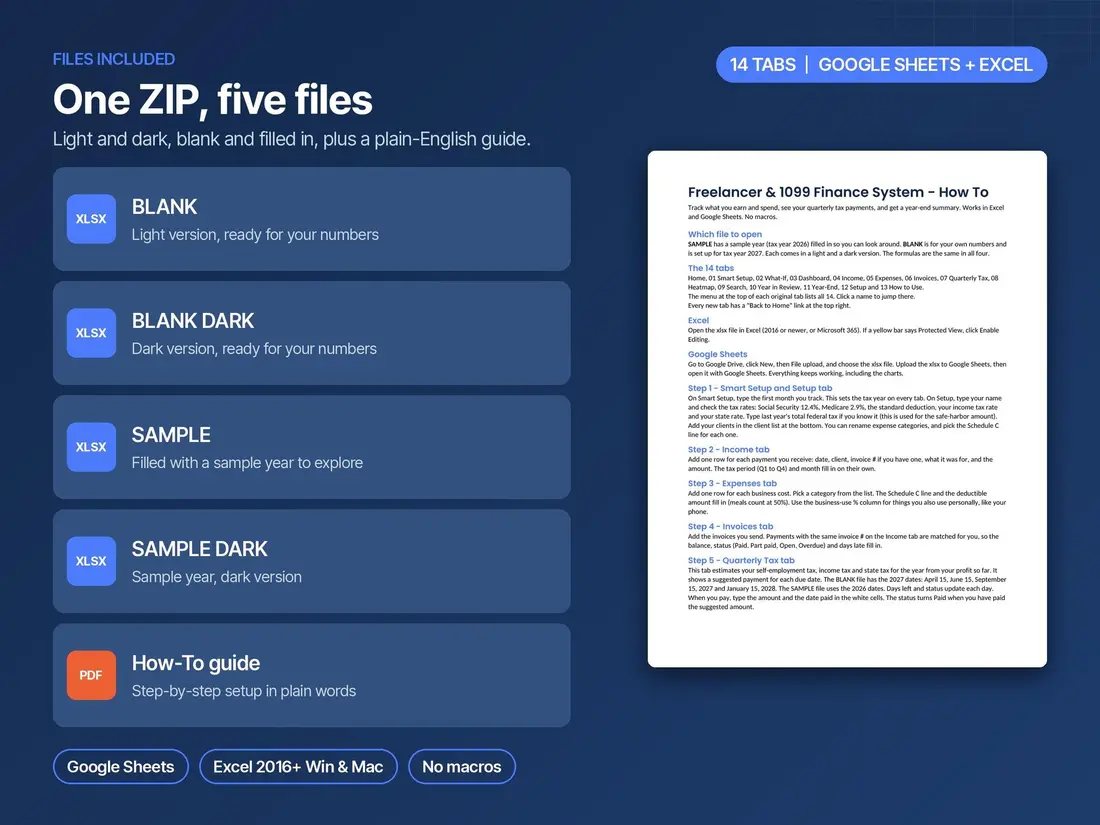 FILES INCLUDED
One ZIP, five files
Light and dark, blank and filled in, plus a plain-English guide.
14 TABS | GOOGLE SHEETS + EXCEL
XLSX
BLANK
Light version, ready for your numbers
XLSX
BLANK DARK
Dark version, ready for your numbers
XLSX
SAMPLE
Filled with a sample year to explore
XLSX
SAMPLE DARK
Sample year, dark version
PDF
How-To guide
Step-by-step setup in plain words
Google Sheets
Excel 2016+ Win & Mac
No macros
Freelancer & 1099 Finance System - How To
Track what you earn and spend, see your quarterly tax payments, and get a year-end summary. Works in Excel
and Google Sheets. No macros.
Which file to open
SAMPLE has a sample year (tax year 2026) filled in so you can look around. BLANK is for your own numbers and
is set up for tax year 2027. Each comes in a light and a dark version. The formulas are the same in all four.
The 14 tabs
Home, 01 Smart Setup, 02 What-If, 03 Dashboard, 04 Income, 05 Expenses, 06 Invoices, 07 Quarterly Tax, 08
Heatmap, 09 Search, 10 Year in Review, 11 Year-End, 12 Setup and 13 How to Use.
The menu at the top of each original tab lists all 14. Click a name to jump there.
Every new tab has a "Back to Home" link at the top right.
Excel
Open the xlsx file in Excel (2016 or newer, or Microsoft 365). If a yellow bar says Protected View, click Enable
Editing.
Google Sheets
Go to Google Drive, click New, then File upload, and choose the xlsx file. Upload the xlsx to Google Sheets, then
open it with Google Sheets. Everything keeps working, including the charts.
Step 1 - Smart Setup and Setup tab
On Smart Setup, type the first month you track. This sets the tax year on every tab. On Setup, type your name
and check the tax rates: Social Security 12.4%, Medicare 2.9%, the standard deduction, your income tax rate
and your state rate. Type last year's total federal tax if you know it (this is used for the safe-harbor amount).
Add your clients in the client list at the bottom. You can rename expense categories, and pick the Schedule C
line for each one.
Step 2 - Income tab
Add one row for each payment you receive: date, client, invoice # if you have one, what it was for, and the
amount. The tax period (Q1 to Q4) and month fill in on their own.
Step 3 - Expenses tab
Add one row for each business cost. Pick a category from the list. The Schedule C line and the deductible
amount fill in (meals count at 50%). Use the business-use % column for things you also use personally, like your
phone.
Step 4 - Invoices tab
Add the invoices you send. Payments with the same invoice # on the Income tab are matched for you, so the
balance, status (Paid, Part paid, Open, Overdue) and days late fill in.
Step 5 - Quarterly Tax tab
This tab estimates your self-employment tax, income tax and state tax for the year from your profit so far. It
shows a suggested payment for each due date. The BLANK file has the 2027 dates: April 15, June 15, September
15, 2027 and January 15, 2028. The SAMPLE file uses the 2026 dates. Days left and status update each day.
When you pay, type the amount and the date paid in the white cells. The status turns Paid when you have paid
the suggested amount.